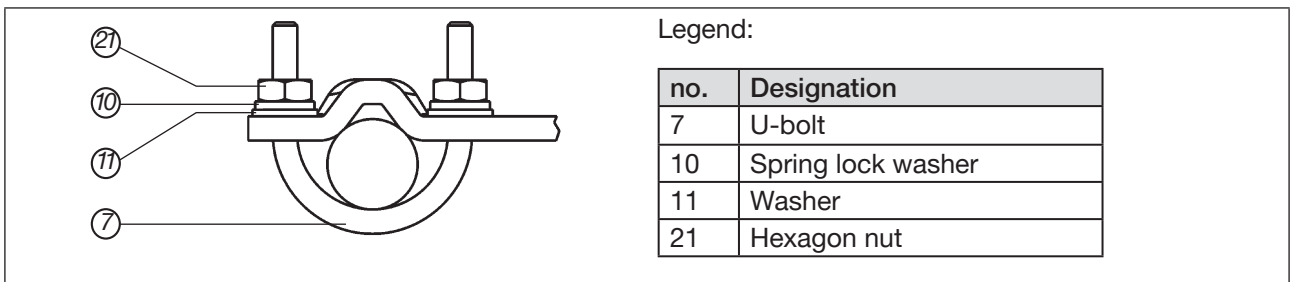 21
10
11
7
Legend:
no. Designation
7 U-bolt
10 Spring lock washer
11 Washer
21 Hexagon nut